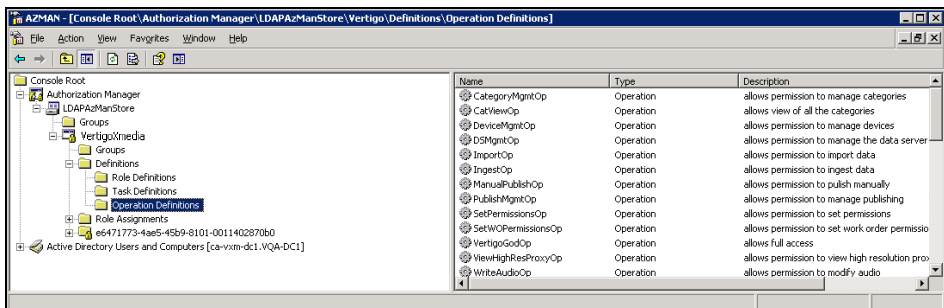 AZMAN - [Console Root\Authorization Manager\LDAPAzManStore\Vertigo\Definitions\Operation Definitions]
File Action View Favorites Window Help
Console Root
Authorization Manager
LDAPAzManStore
Groups
VertigoXmedia
Groups
Definitions
Role Definitions
Task Definitions
Operation Definitions
Role Assignments
e6471773-4ae5-45b9-8101-0011402870b0
Active Directory Users and Computers [ca-vxm-dc1.VQA-DC1]
Name Type Description
CategoryMgmtOp Operation allows permission to manage categories
CatViewOp Operation allows view of all the categories
DeviceMgmtOp Operation allows permission to manage devices
DSMgmtOp Operation allows permission to manage the data server
ImportOp Operation allows permission to import data
IngestOp Operation allows permission to ingest data
ManualPublishOp Operation allows permission to pulish manually
PublishMgmtOp Operation allows permission to manage publishing
SetPermissionsOp Operation allows permission to set permissions
SetWOPermissionsOp Operation allows permission to set work order permissio
VertigoGodOp Operation allows full access
ViewHighResProxyOp Operation allows permission to view high resolution prox
WriteAudioOp Operation allows permission to modify audio